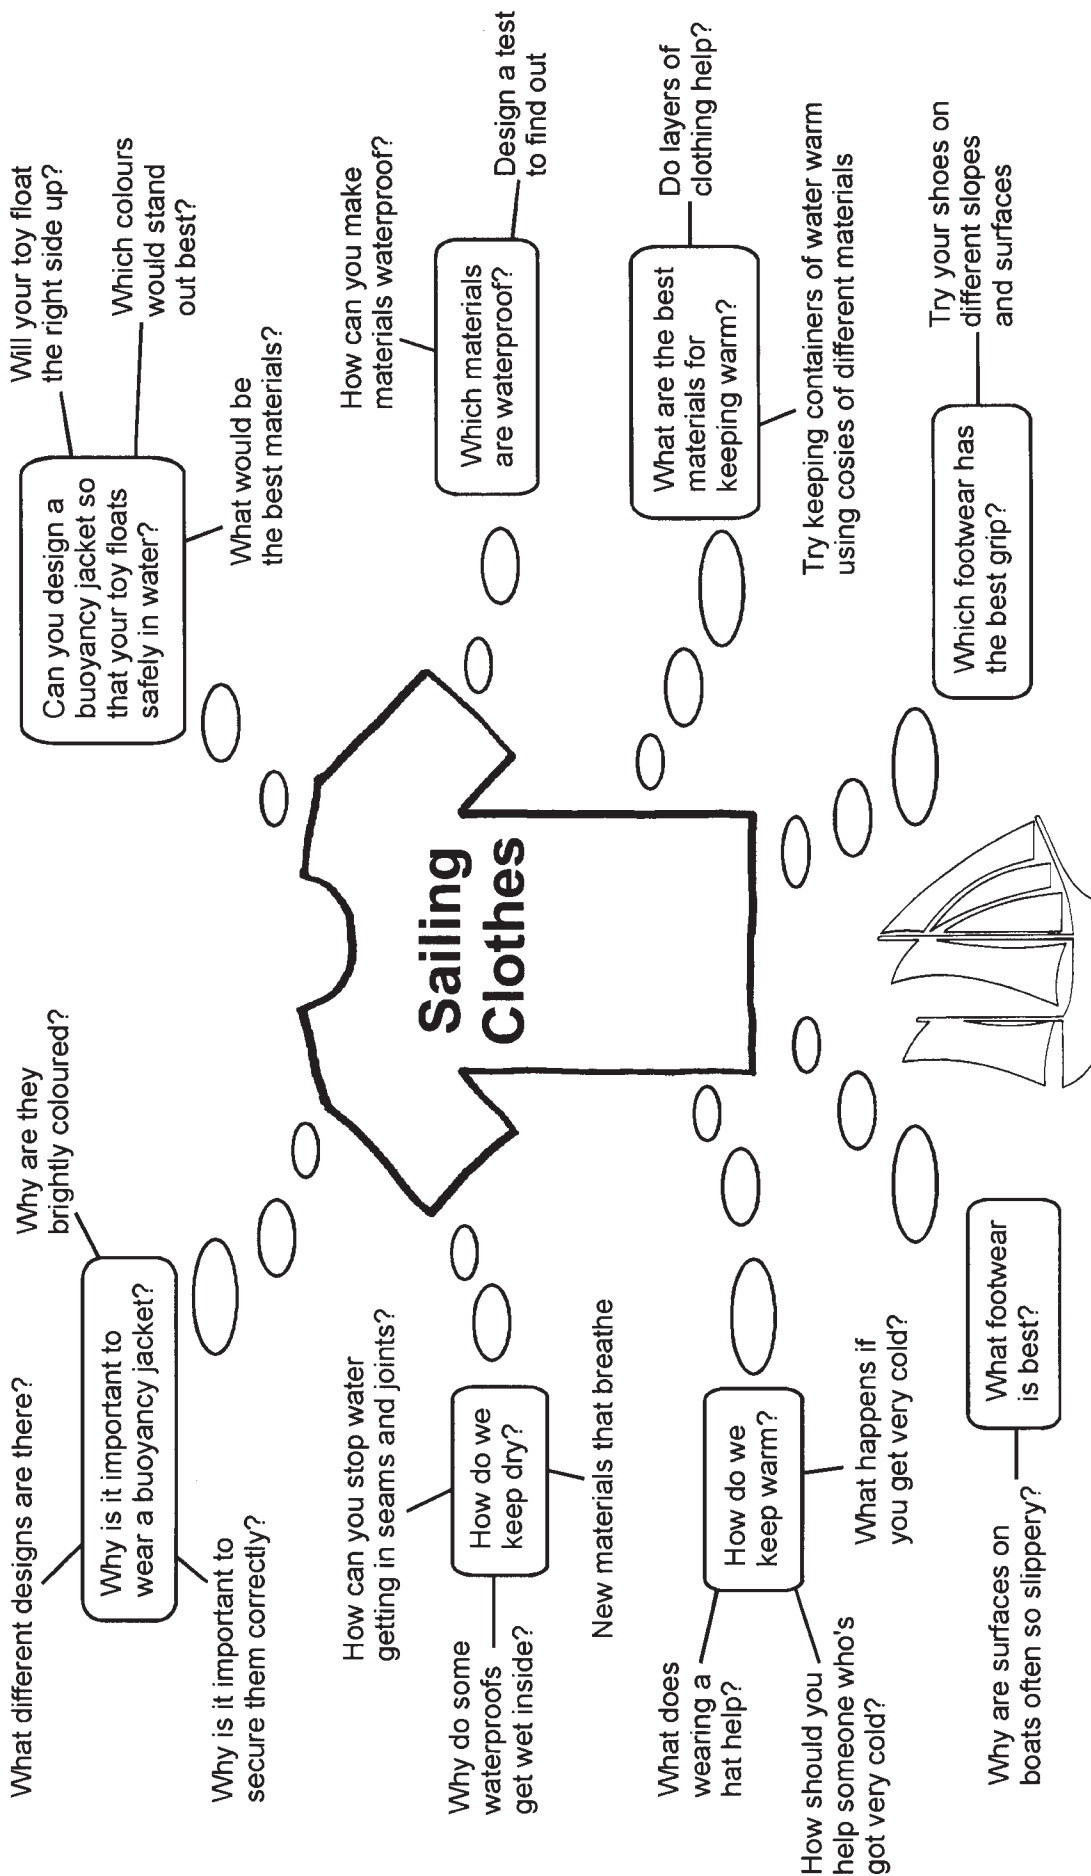 What different designs are there?
Why are they
brightly coloured?
Why is it important to
wear a buoyancy jacket?
Why is it important to
secure them correctly?
How can you stop water
getting in seams and joints?
Why do some
waterproofs
get wet inside?
How do we
keep dry?
New materials that breathe
What does
wearing a
hat help?
How do we
keep warm?
How should you
help someone who's
got very cold?
What happens if
you get very cold?
Why are surfaces on
boats often so slippery?
What footwear
is best?
Sailing
Clothes
Can you design a
buoyancy jacket so
that your toy floats
safely in water?
Will your toy float
the right side up?
Which colours
would stand
out best?
What would be
the best materials?
How can you make
materials waterproof?
Which materials
are waterproof?
Design a test
to find out
What are the best
materials for
keeping warm?
Do layers of
clothing help?
Try keeping containers of water warm
using cosies of different materials
Which footwear has
the best grip?
Try your shoes on
different slopes
and surfaces